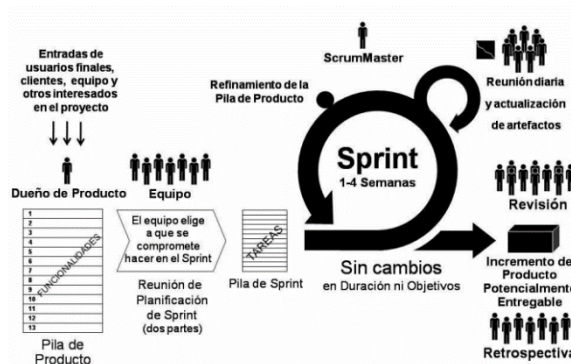 Entradas de
usuarios finales,
clientes, equipo y
otros interesados
en el proyecto
Dueño de Producto
1
2
3
4
5
6
7
8
9
10
11
12
13
FUNCIONALIDADES
Pila de
Producto
Equipo
El equipo elige
a que se
compromete
hacer en el Sprint
Reunión de
Planificación
de Sprint
(dos partes)
TAREAS
Pila de Sprint
ScrumMaster
Refinamiento de la
Pila de Producto
Sprint
1-4 Semanas
Sin cambios
en Duración ni Objetivos
Reunión diaria
y actualización
de artefactos
Revisión
Incremento de
Producto
Potencialmente
Entregable
Retrospectiva